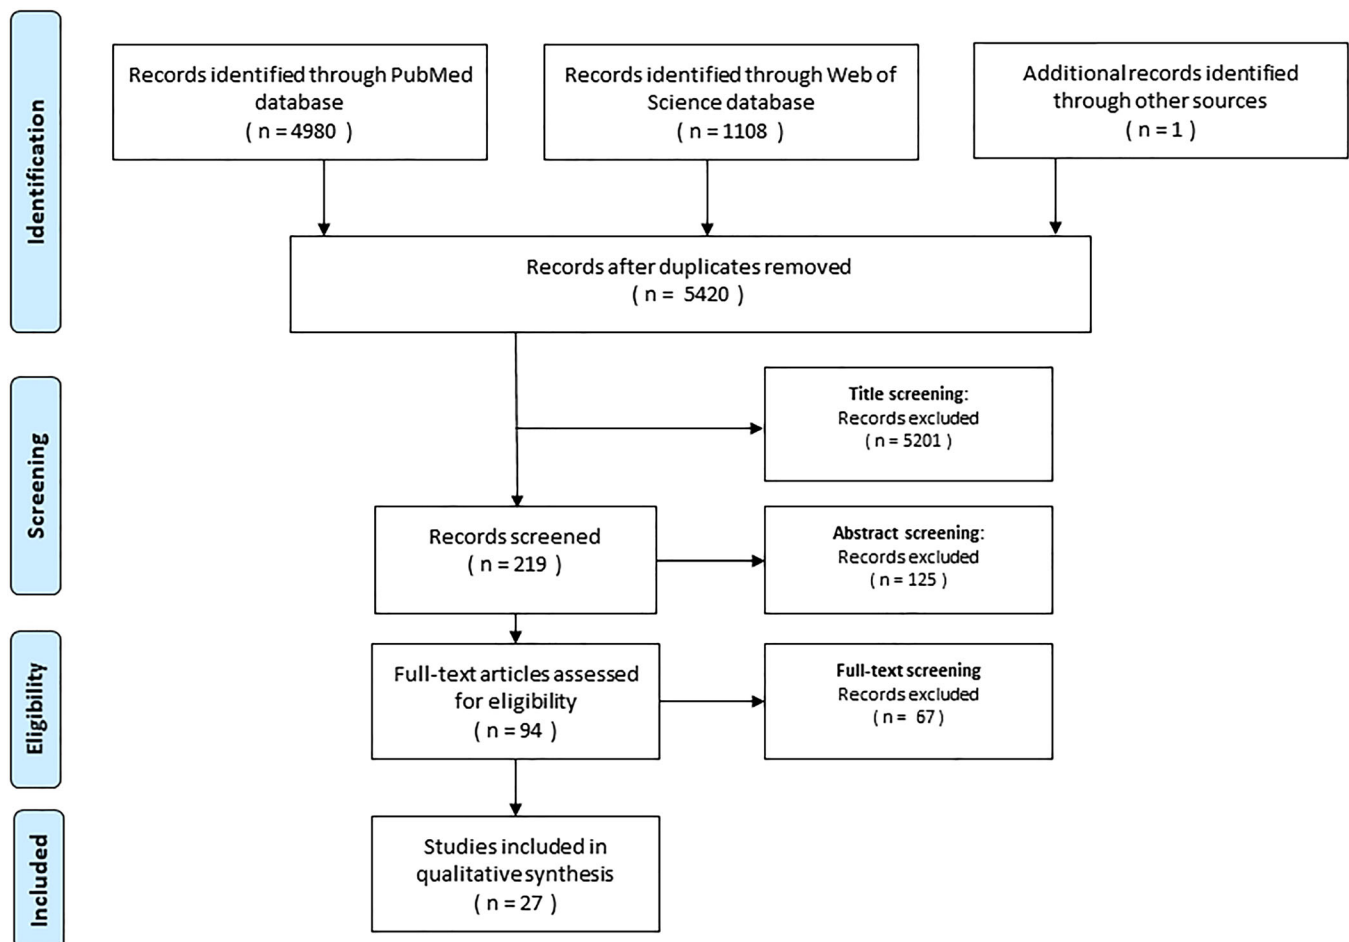 Identification
Records identified through PubMed
database
( n = 4980 )
Records identified through Web of
Science database
( n = 1108 )
Additional records identified
through other sources
( n = 1 )
Records after duplicates removed
( n = 5420 )
Screening
Title screening:
Records excluded
( n = 5201 )
Records screened
( n = 219 )
Abstract screening:
Records excluded
( n = 125 )
Eligibility
Full-text articles assessed
for eligibility
( n = 94 )
Full-text screening
Records excluded
( n = 67 )
Included
Studies included in
qualitative synthesis
( n = 27 )